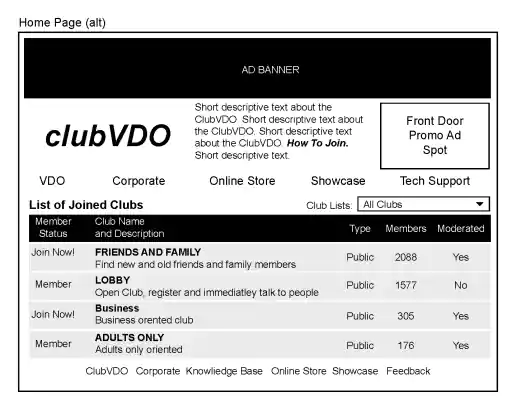 Home Page (alt)
AD BANNER
clubVDO
Short descriptive text about the
ClubVDO. Short descriptive text about
the ClubVDO. Short descriptive text
about the ClubVDO. How To Join.
Short descriptive text.
Front Door
Promo Ad
Spot
VDO Corporate Online Store Showcase Tech Support
List of Joined Clubs Club Lists: All Clubs
Member
Status
Club Name
and Description
Type Members Moderated
Join Now! FRIENDS AND FAMILY
Find new and old friends and family members
Public 2088 Yes
Member LOBBY
Open Club, register and immediatley talk to people
Public 1577 No
Join Now! Business
Business orented club
Public 305 Yes
Member ADULTS ONLY
Adults only oriented
Public 176 Yes
ClubVDO Corporate Knowliedge Base Online Store Showcase Feedback